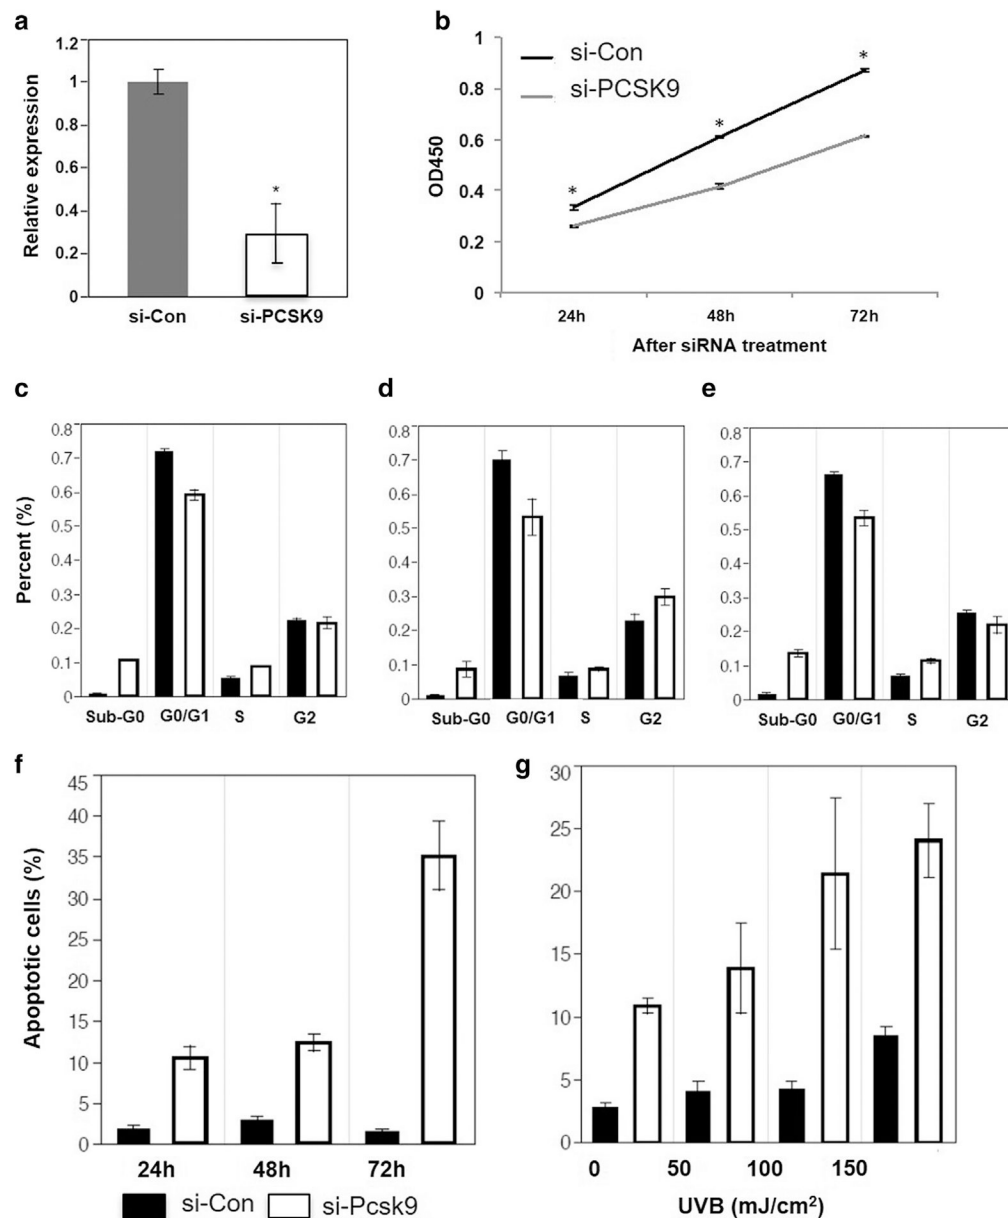 a
1.2
1
0.8
0.6
0.4
0.2
0
Relative expression
*
si-Con si-PCSK9
b
1
0.8
0.6
0.4
0.2
0
OD450
si-Con
si-PCSK9
* * *
24h 48h 72h
After siRNA treatment
c
0.8
0.7
0.6
0.5
0.4
0.3
0.2
0.1
0
Percent (%)
Sub-G0 G0/G1 S G2
d
0.8
0.7
0.6
0.5
0.4
0.3
0.2
0.1
0
Sub-G0 G0/G1 S G2
e
0.8
0.7
0.6
0.5
0.4
0.3
0.2
0.1
0
Sub-G0 G0/G1 S G2
f
45
40
35
30
25
20
15
10
5
0
Apoptotic cells (%)
24h 48h 72h
si-Con si-Pcsk9
g
30
25
20
15
10
5
0
0 50 100 150
UVB (mJ/cm²)